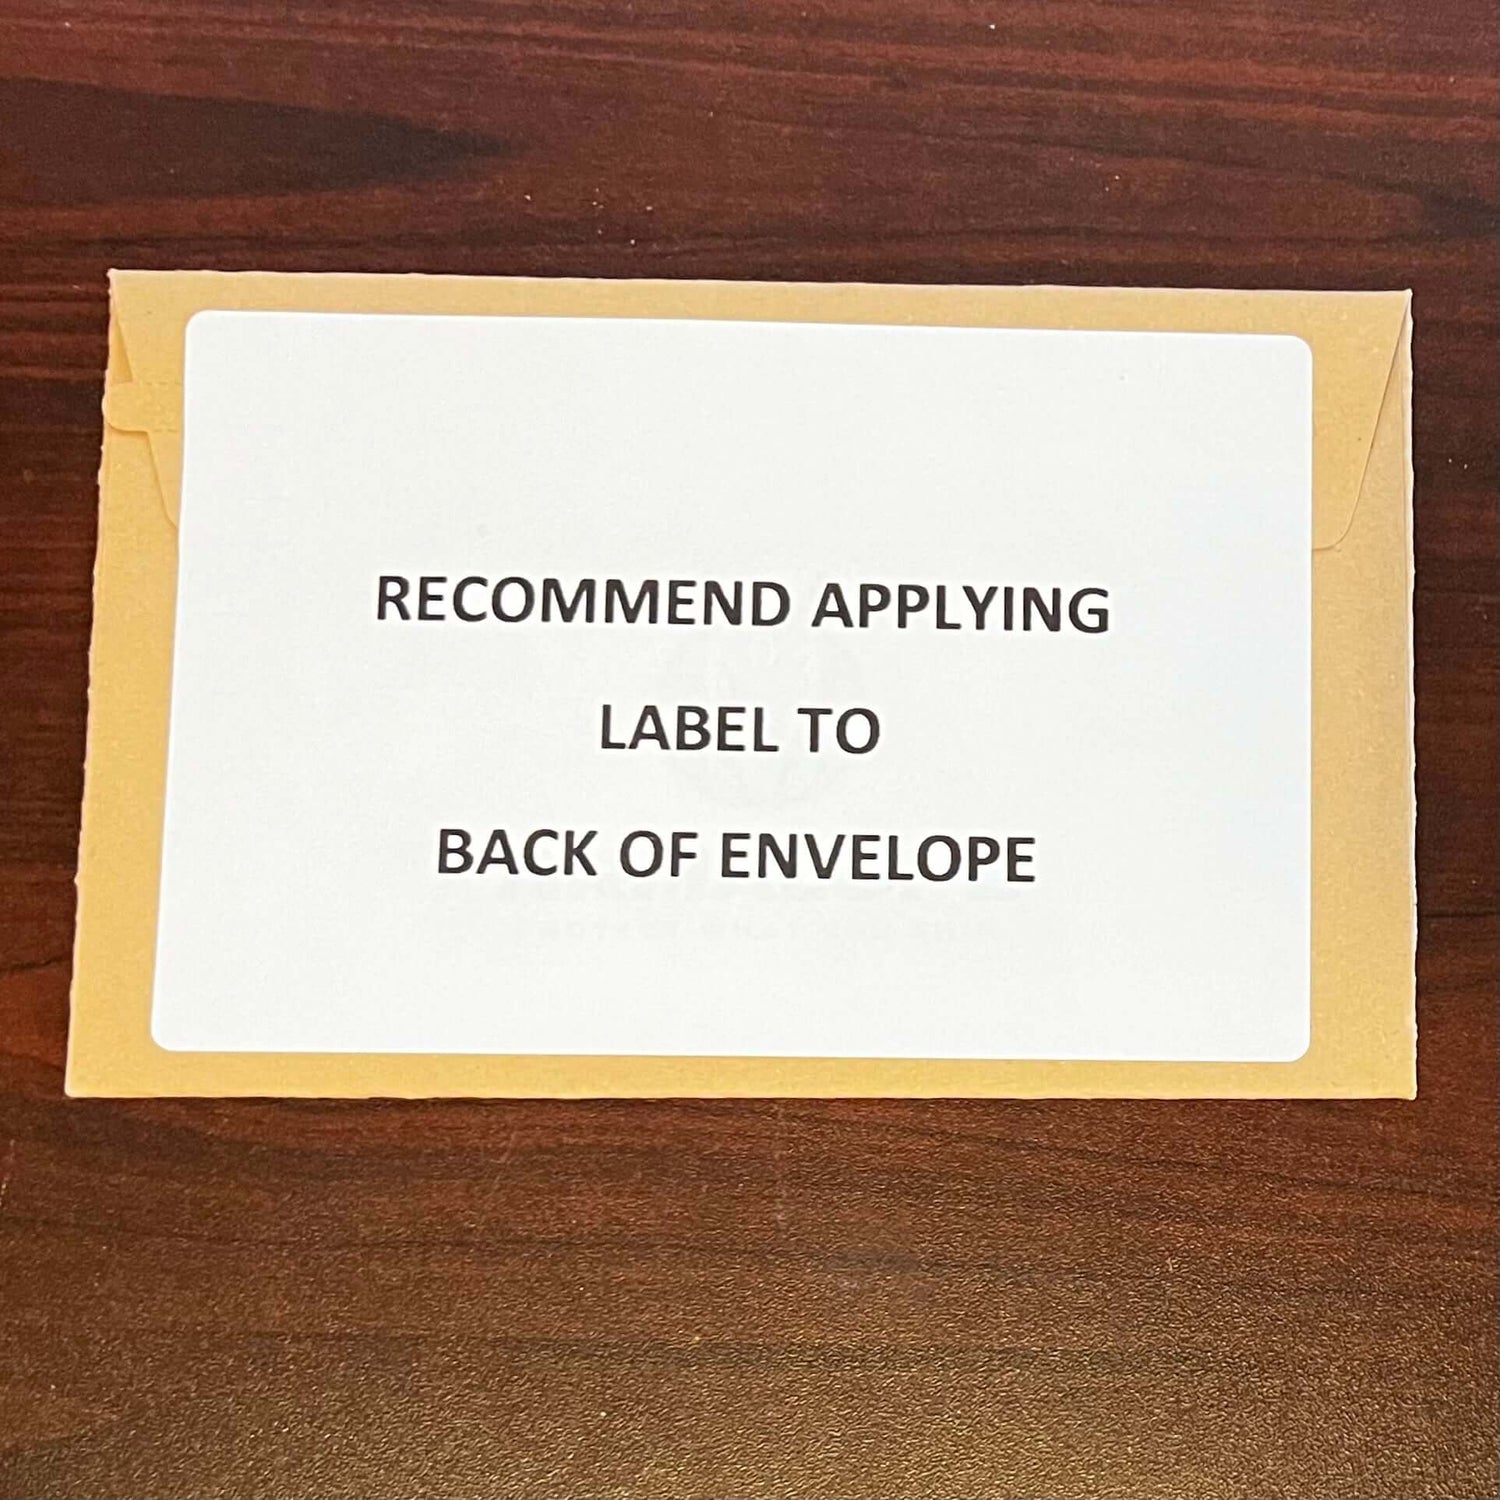 RECOMMEND APPLYING
LABEL TO
BACK OF ENVELOPE